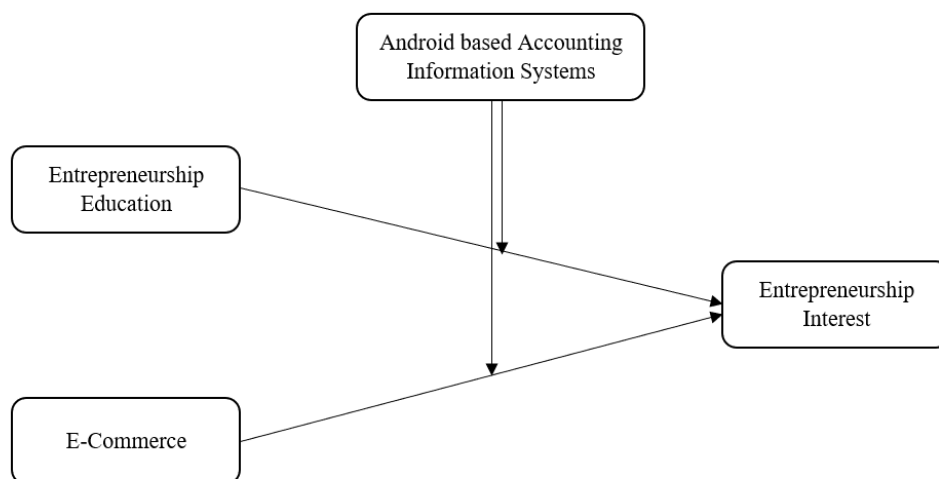 Android based Accounting
Information Systems
Entrepreneurship
Education
Entrepreneurship
Interest
E-Commerce